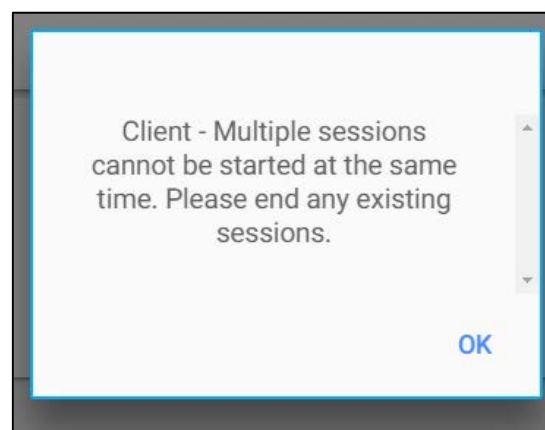 Client - Multiple sessions
cannot be started at the same
time. Please end any existing
sessions.
OK